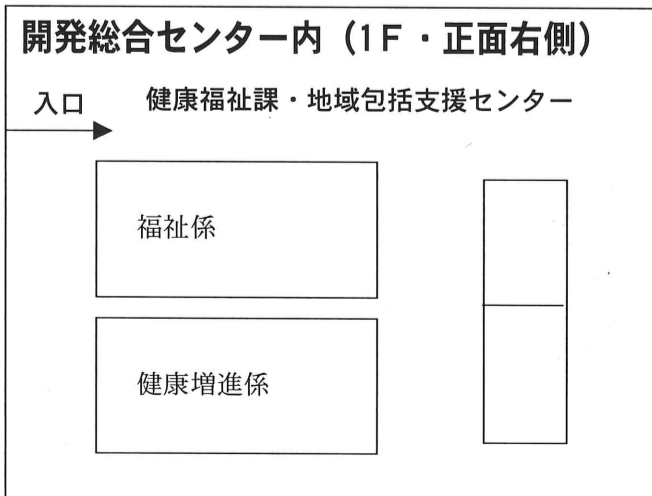 開発総合センター内（1F・正面右側）
入口
健康福祉課・地域包括支援センター
福祉係
健康増進係